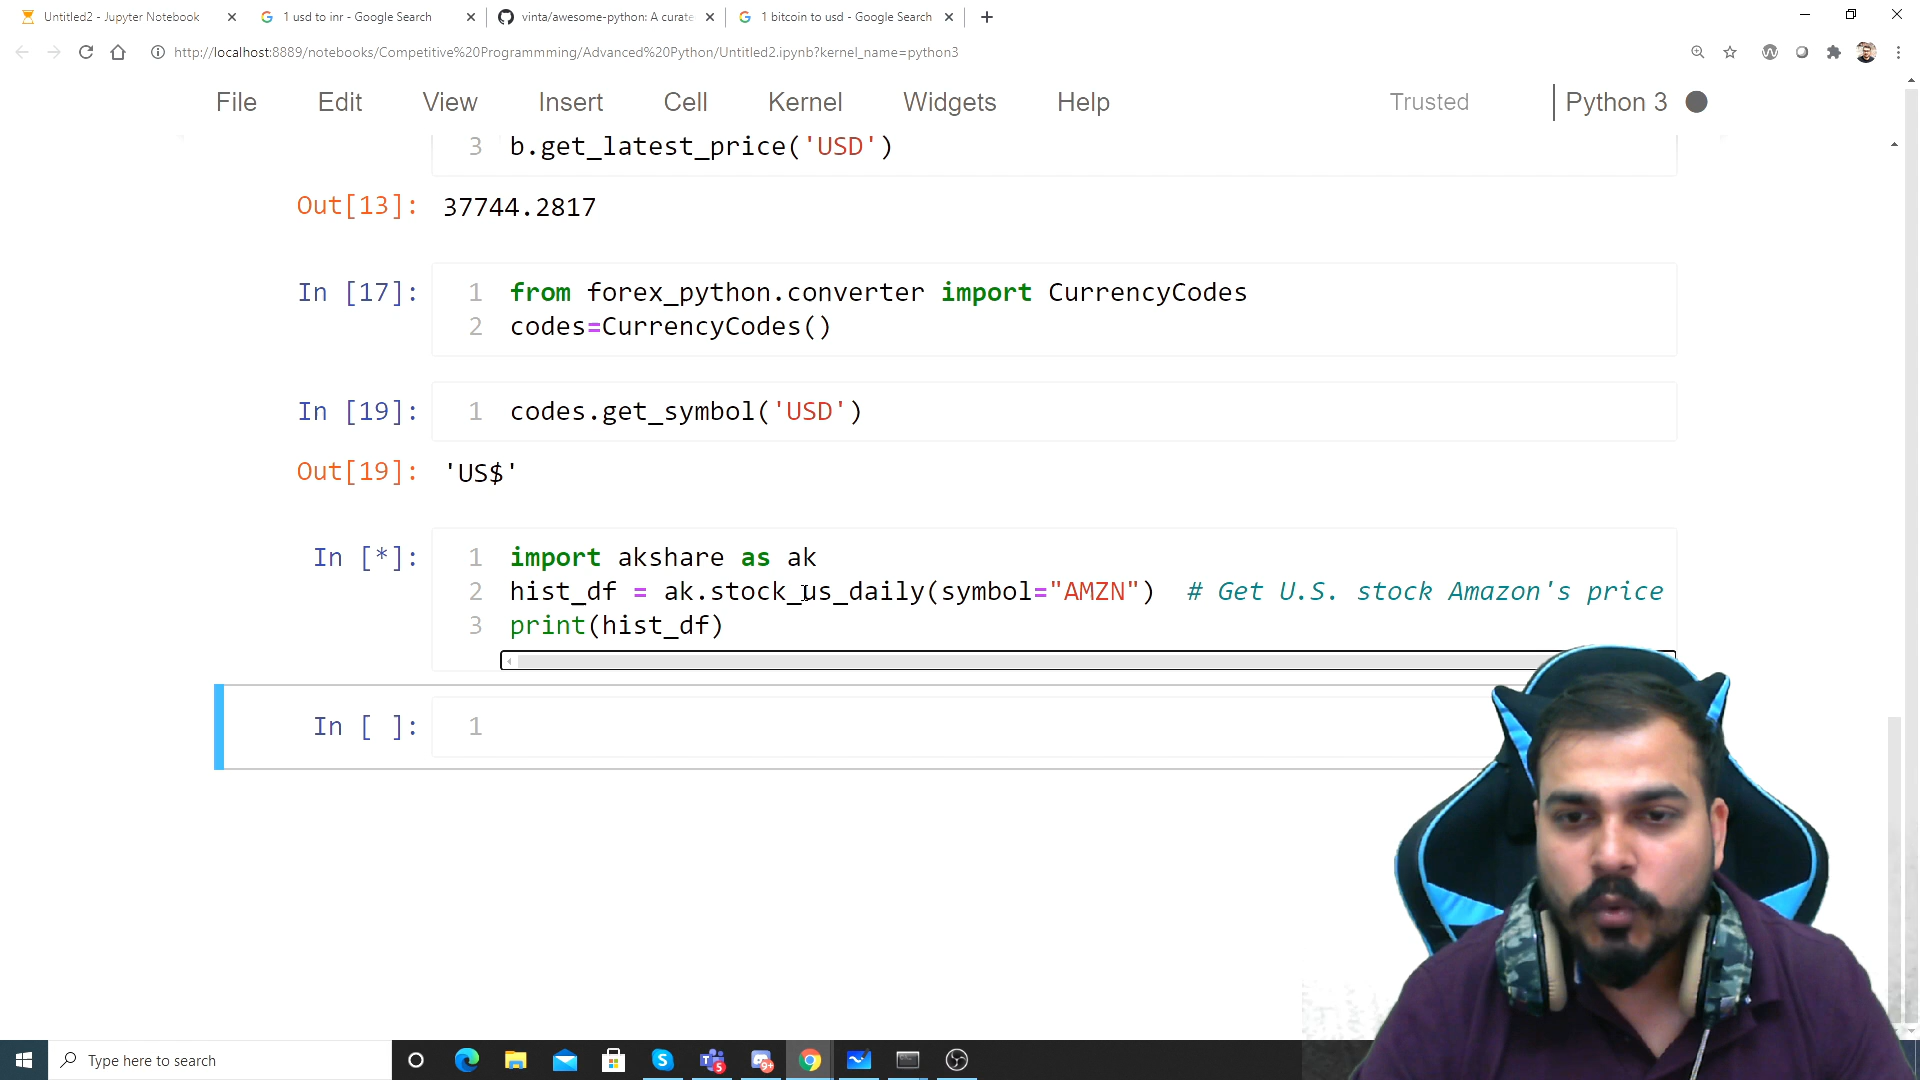 Untitled2 - Jupyter Notebook
1 usd to inr - Google Search
vinta/awesome-python: A curate
1 bitcoin to usd - Google Search
http://localhost:8889/notebooks/Competitive%20Programmming/Advanced%20Python/Untitled2.ipynb?kernel_name=python3
File Edit View Insert Cell Kernel Widgets Help Trusted Python 3
3 b.get_latest_price('USD')
Out[13]: 37744.2817
In [17]: 1 from forex_python.converter import CurrencyCodes
2 codes=CurrencyCodes()
In [19]: 1 codes.get_symbol('USD')
Out[19]: 'US$'
In [*]: 1 import akshare as ak
2 hist_df = ak.stock_us_daily(symbol="AMZN") # Get U.S. stock Amazon's price
3 print(hist_df)
In [ ]: 1
Type here to search
5
9+